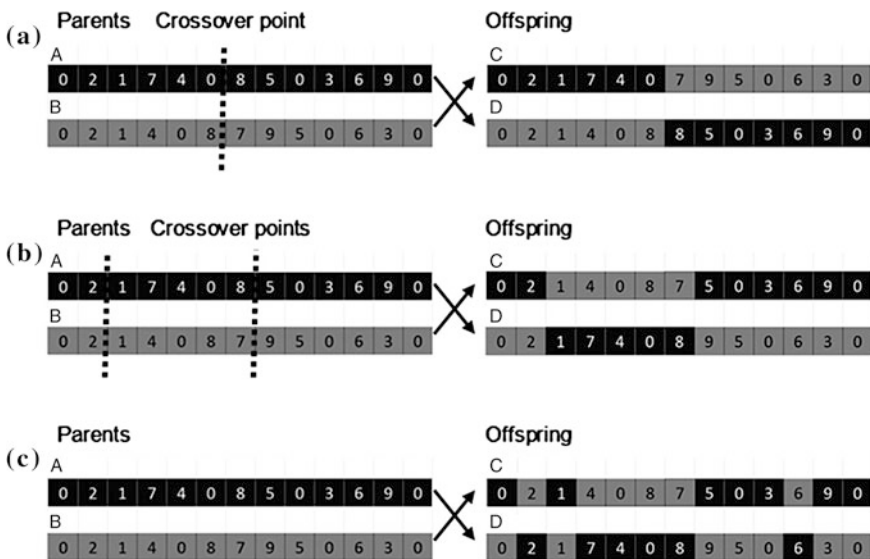 Parents Crossover point Offspring
(a)
A C
0 2 1 7 4 0 8 5 0 3 6 9 0 0 2 1 7 4 0 7 9 5 0 6 3 0
B D
0 2 1 4 0 8 7 9 5 0 6 3 0 0 2 1 4 0 8 8 5 0 3 6 9 0
Parents Crossover points Offspring
(b)
A C
0 2 1 7 4 0 8 5 0 3 6 9 0 0 2 1 4 0 8 7 5 0 3 6 9 0
B D
0 2 1 4 0 8 7 9 5 0 6 3 0 0 2 1 7 4 0 8 9 5 0 6 3 0
Parents Offspring
(c)
A C
0 2 1 7 4 0 8 5 0 3 6 9 0 0 2 1 4 0 8 7 5 0 3 6 9 0
B D
0 2 1 4 0 8 7 9 5 0 6 3 0 0 2 1 7 4 0 8 9 5 0 6 3 0